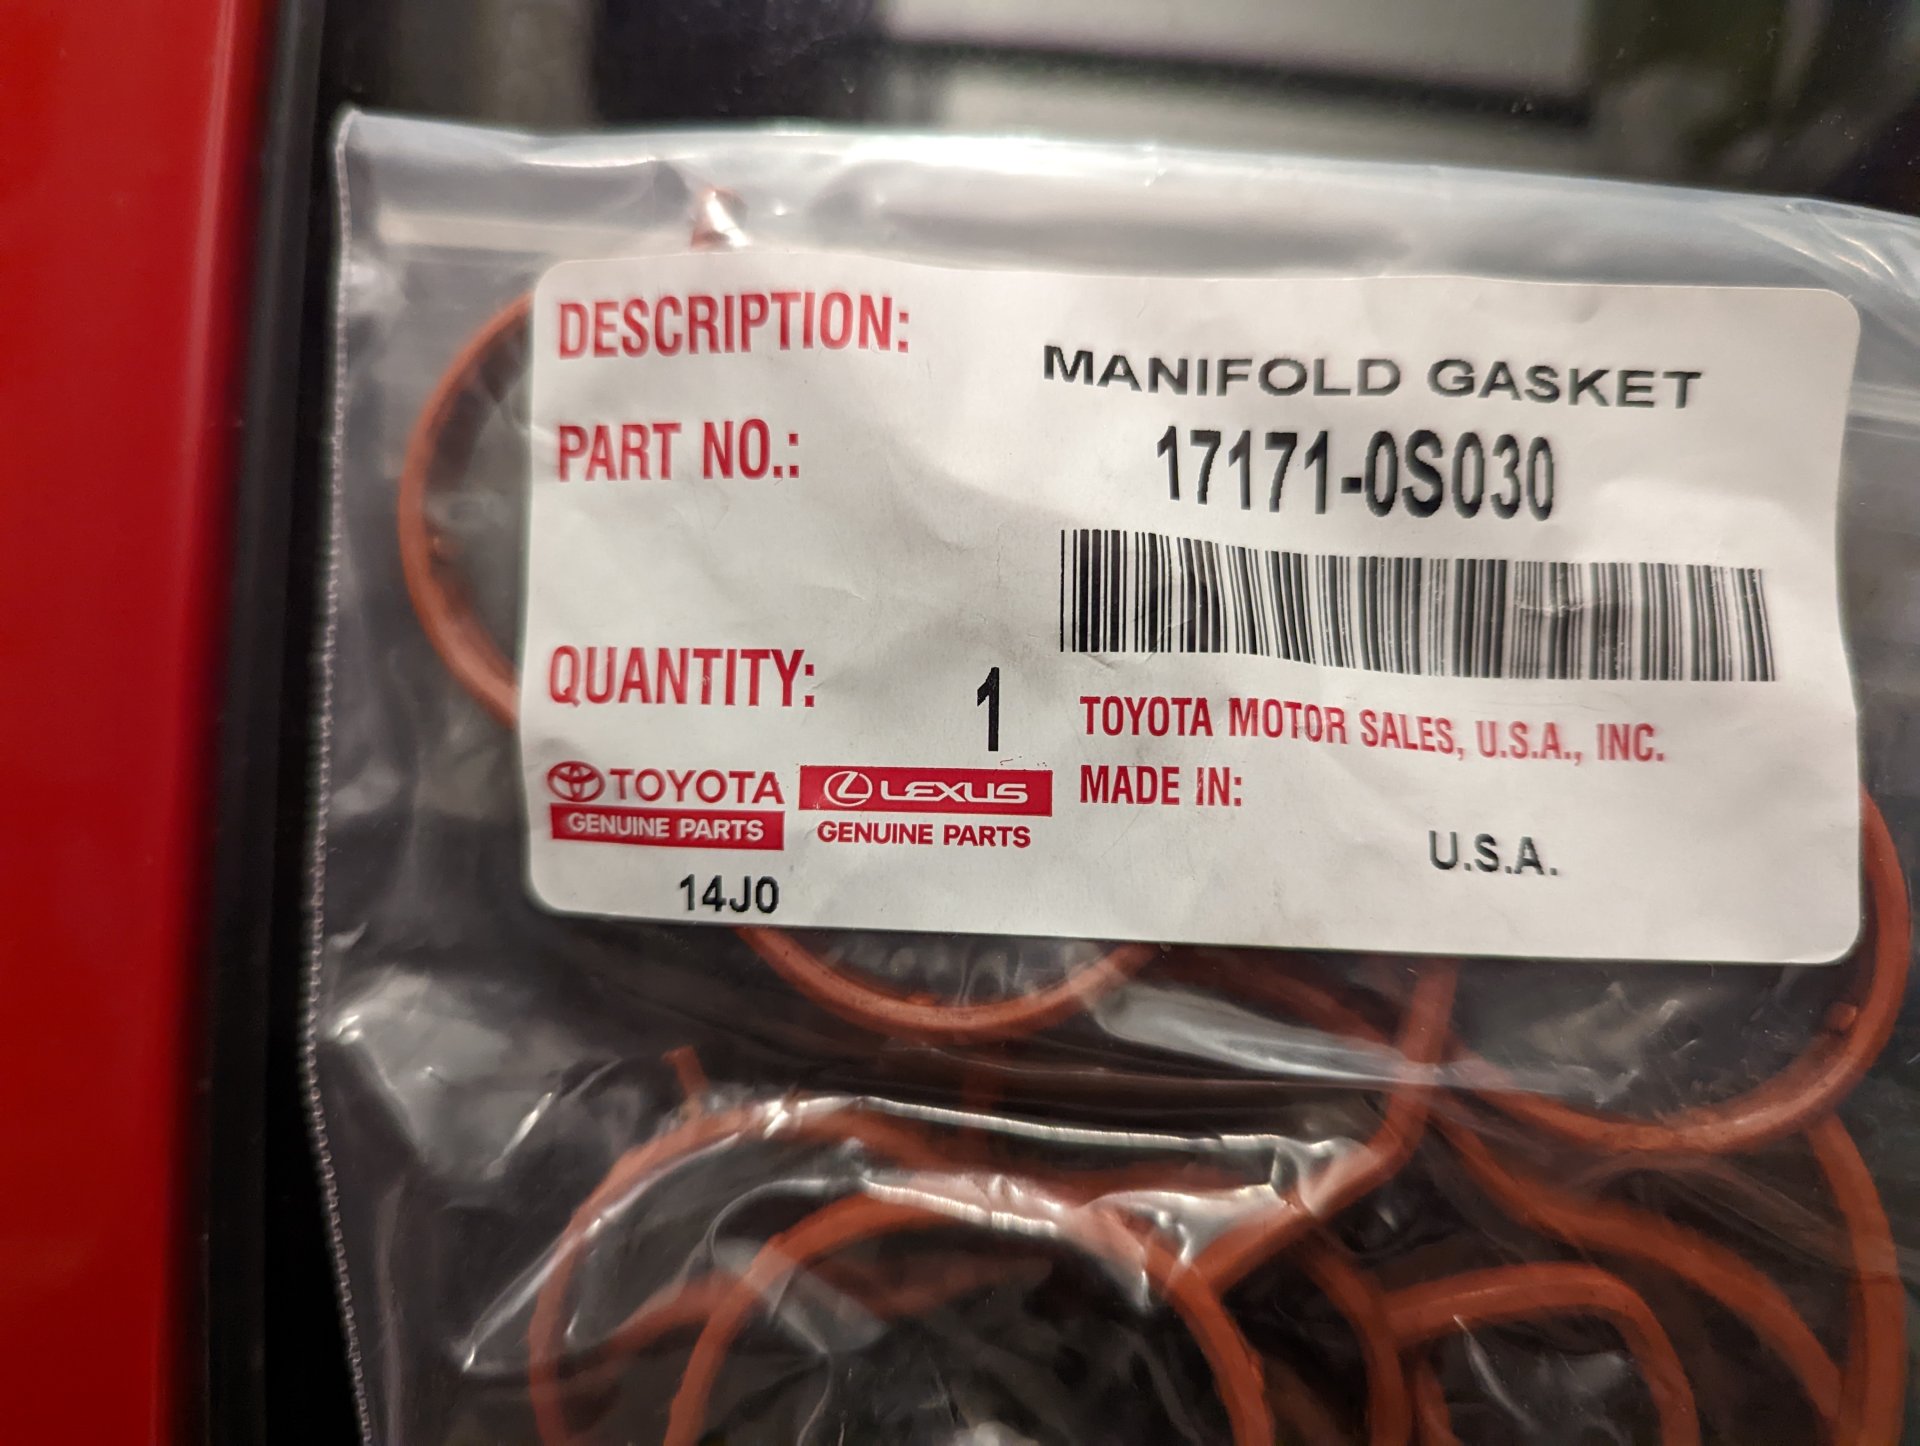 DESCRIPTION:
MANIFOLD GASKET
PART NO.:
17171-0S030
QUANTITY:
1
TOYOTA MOTOR SALES, U.S.A., INC.
MADE IN:
U.S.A.
TOYOTA
GENUINE PARTS
LEXUS
GENUINE PARTS
14J0